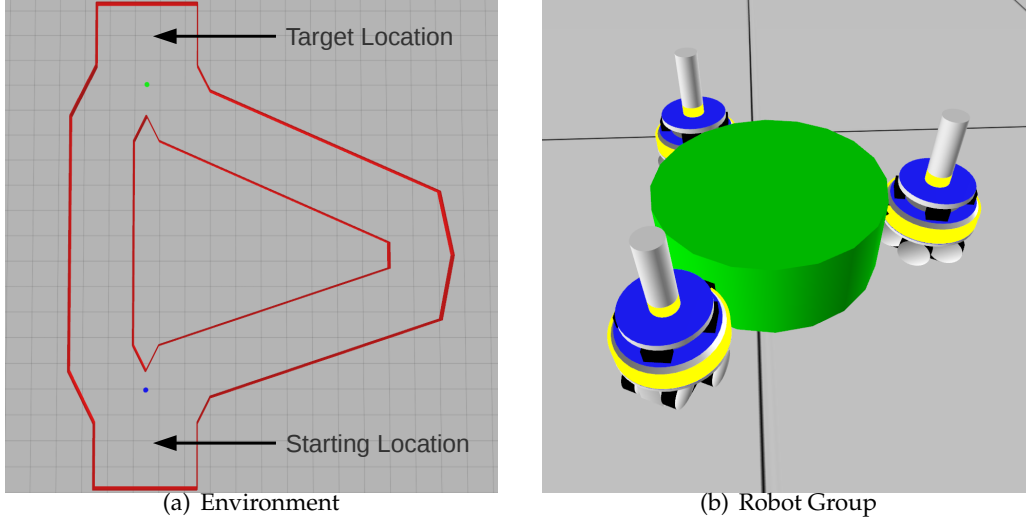 Target Location
Starting Location
(a) Environment
(b) Robot Group